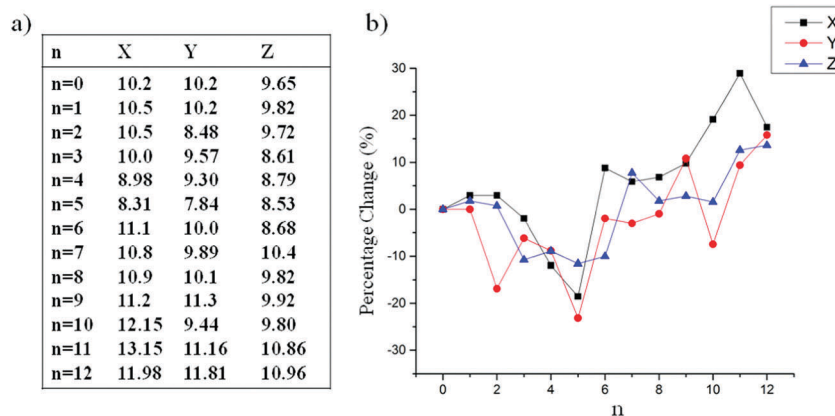 a)
n X Y Z
n=0 10.2 10.2 9.65
n=1 10.5 10.2 9.82
n=2 10.5 8.48 9.72
n=3 10.0 9.57 8.61
n=4 8.98 9.30 8.79
n=5 8.31 7.84 8.53
n=6 11.1 10.0 8.68
n=7 10.8 9.89 10.4
n=8 10.9 10.1 9.82
n=9 11.2 11.3 9.92
n=10 12.15 9.44 9.80
n=11 13.15 11.16 10.86
n=12 11.98 11.81 10.96
b)
X
Y
Z
Percentage Change (%)
30
20
10
0
-10
-20
-30
0 2 4 6 8 10 12
n